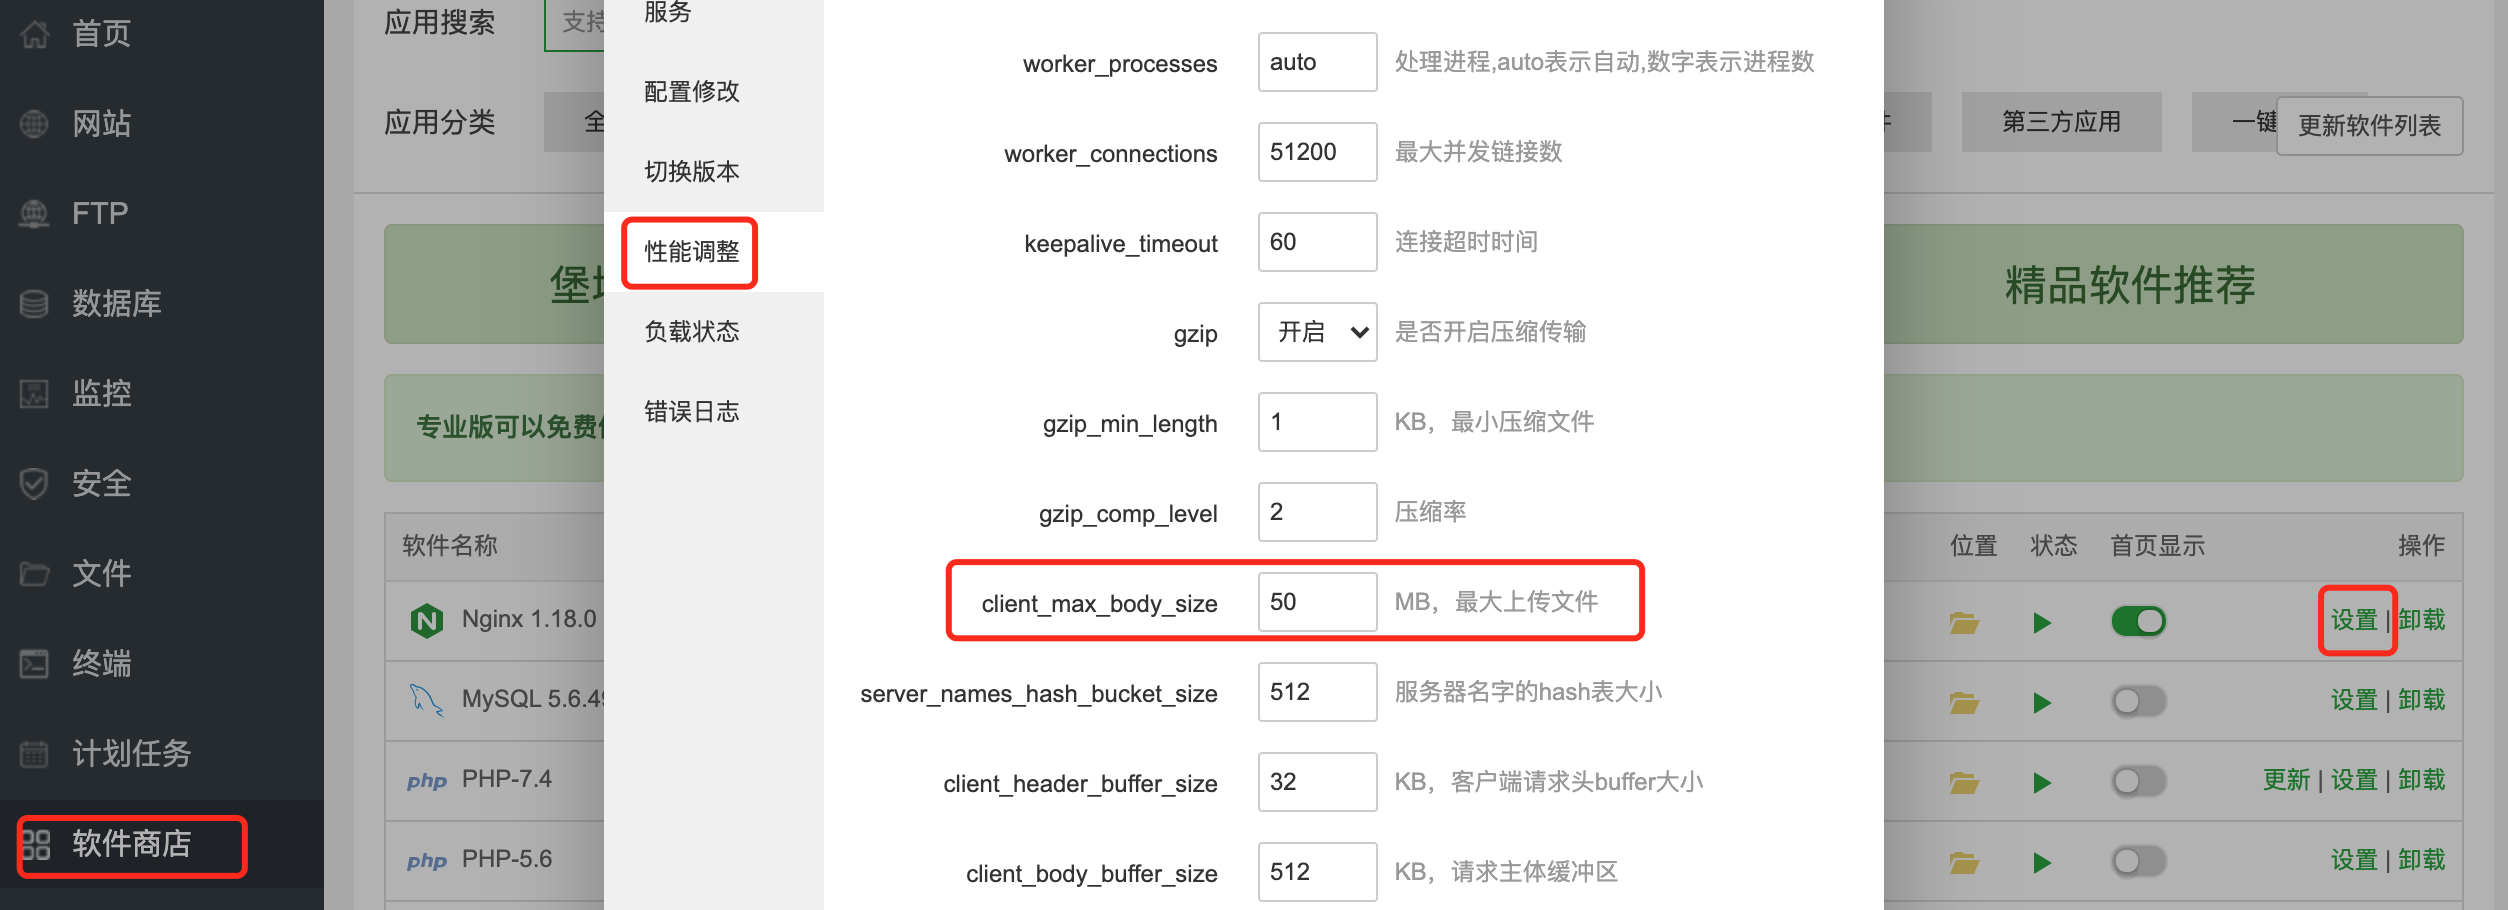 首页
网站
FTP
数据库
监控
安全
文件
终端
计划任务
软件商店
应用搜索
支持
应用分类
全
第三方应用
一键
更新软件列表
精品软件推荐
专业版可以免费
软件名称
位置 状态 首页显示 操作
Nginx 1.18.0
设置 | 卸载
MySQL 5.6.49
设置 | 卸载
PHP-7.4
更新 | 设置 | 卸载
PHP-5.6
设置 | 卸载
php
php
服务
配置修改
切换版本
性能调整
负载状态
错误日志
worker_processes auto 处理进程,auto表示自动,数字表示进程数
worker_connections 51200 最大并发链接数
keepalive_timeout 60 连接超时时间
gzip 开启 是否开启压缩传输
gzip_min_length 1 KB，最小压缩文件
gzip_comp_level 2 压缩率
client_max_body_size 50 MB，最大上传文件
server_names_hash_bucket_size 512 服务器名字的hash表大小
client_header_buffer_size 32 KB，客户端请求头buffer大小
client_body_buffer_size 512 KB，请求主体缓冲区